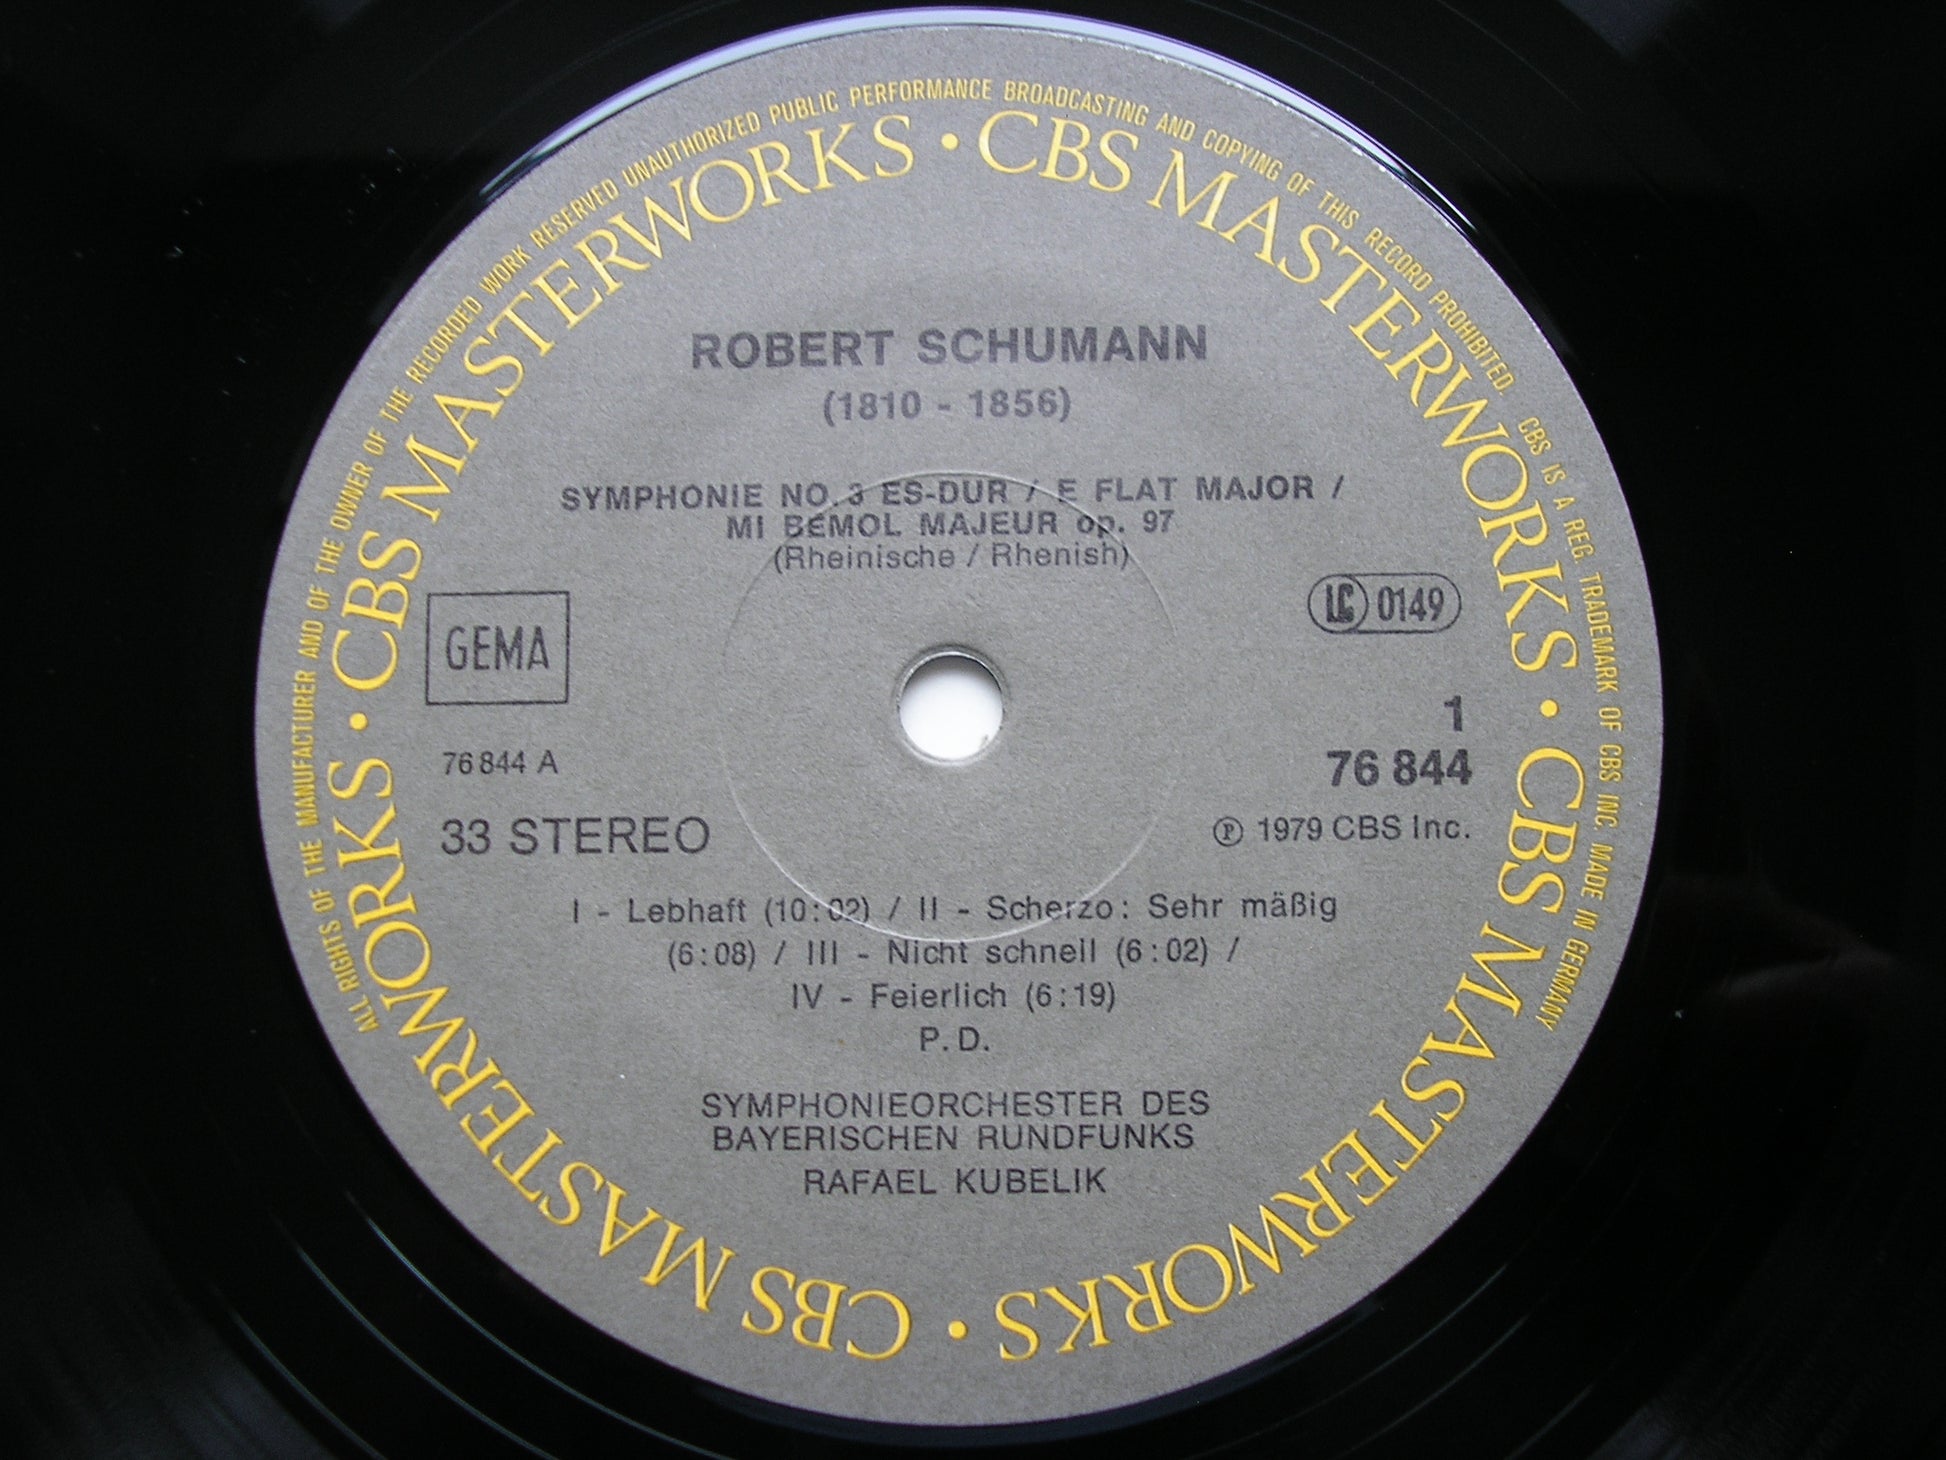 ALL RIGHTS OF THE MANUFACTURER AND OF THE OWNER OF THE RECORDED WORK RESERVED UNAUTHORIZED PUBLIC PERFORMANCE BROADCASTING AND COPYING OF THIS RECORD PROHIBITED. CBS IS A REG. TRADEMARK OF CBS INC. MADE IN GERMANY
CBS MASTERWORKS • CBS MASTERWORKS • CBS MASTERWORKS • CBS MASTERWORKS •
ROBERT SCHUMANN
(1810 - 1856)
SYMPHONIE NO. 3 ES-DUR / E FLAT MAJOR /
MI BÉMOL MAJEUR op. 97
(Rheinische / Rhenish)
GEMA
LC 0149
1
76 844 A
76 844
33 STEREO
℗ 1979 CBS Inc.
I - Lebhaft (10:02) / II - Scherzo: Sehr mäßig
(6:08) / III - Nicht schnell (6:02) /
IV - Feierlich (6:19)
P.D.
SYMPHONIEORCHESTER DES
BAYERISCHEN RUNDFUNKS
RAFAEL KUBELIK